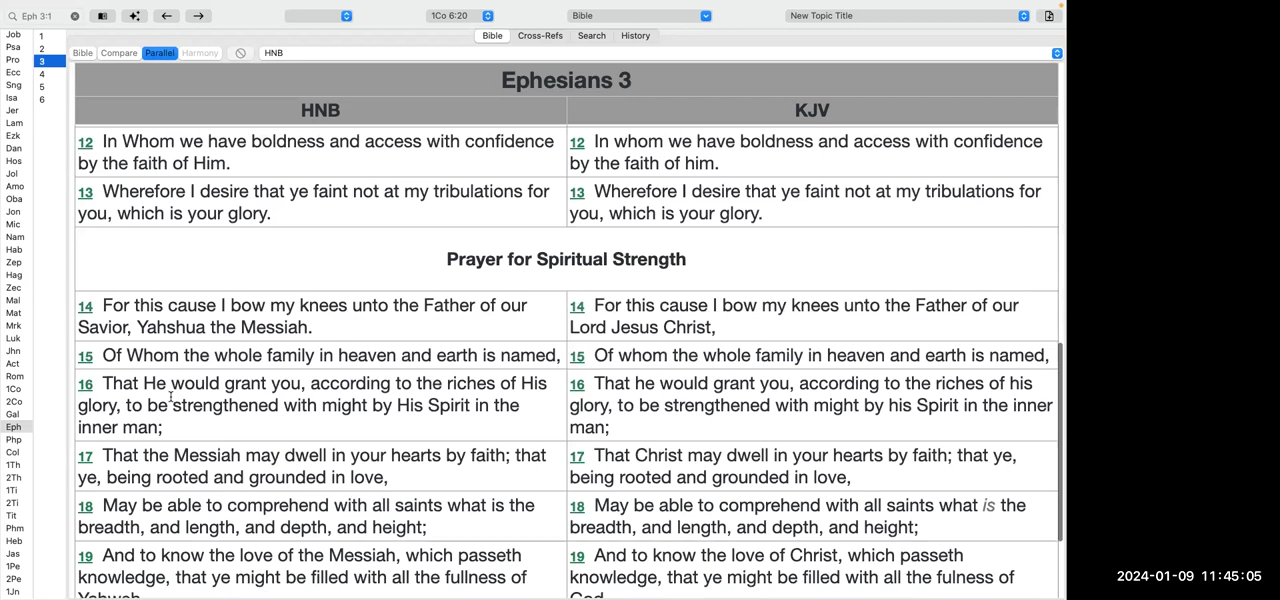 Eph 3:1
1Co 6:20
Bible
New Topic Title
Bible Cross-Refs Search History
Bible Compare Parallel Harmony
HNB
Job
Psa
Pro
Ecc
Sng
Isa
Jer
Lam
Ezk
Dan
Hos
Jol
Amo
Oba
Jon
Mic
Nam
Hab
Zep
Hag
Zec
Mal
Mat
Mrk
Luk
Jhn
Act
Rom
1Co
2Co
Gal
Eph
Php
Col
1Th
2Th
1Ti
2Ti
Tit
Phm
Heb
Jas
1Pe
2Pe
1Jn
1
2
3
4
5
6
Ephesians 3
HNB
KJV
12 In Whom we have boldness and access with confidence
by the faith of Him.
12 In whom we have boldness and access with confidence
by the faith of him.
13 Wherefore I desire that ye faint not at my tribulations for
you, which is your glory.
13 Wherefore I desire that ye faint not at my tribulations for
you, which is your glory.
Prayer for Spiritual Strength
14 For this cause I bow my knees unto the Father of our
Savior, Yahshua the Messiah.
14 For this cause I bow my knees unto the Father of our
Lord Jesus Christ,
15 Of Whom the whole family in heaven and earth is named,
15 Of whom the whole family in heaven and earth is named,
16 That He would grant you, according to the riches of His
glory, to be strengthened with might by His Spirit in the
inner man;
16 That he would grant you, according to the riches of his
glory, to be strengthened with might by his Spirit in the inner
man;
17 That the Messiah may dwell in your hearts by faith; that
ye, being rooted and grounded in love,
17 That Christ may dwell in your hearts by faith; that ye,
being rooted and grounded in love,
18 May be able to comprehend with all saints what is the
breadth, and length, and depth, and height;
18 May be able to comprehend with all saints what is the
breadth, and length, and depth, and height;
19 And to know the love of the Messiah, which passeth
knowledge, that ye might be filled with all the fullness of
Yahweh.
19 And to know the love of Christ, which passeth
knowledge, that ye might be filled with all the fulness of
God.
2024-01-09 11:45:05